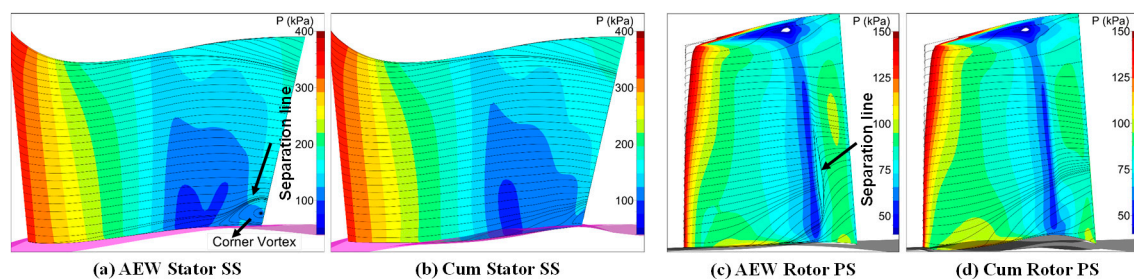 P (kPa)
400
300
200
100
Separation line
Corner Vortex
(a) AEW Stator SS
P (kPa)
400
300
200
100
(b) Cum Stator SS
P (kPa)
150
125
100
75
50
Separation line
(c) AEW Rotor PS
P (kPa)
150
125
100
75
50
(d) Cum Rotor PS